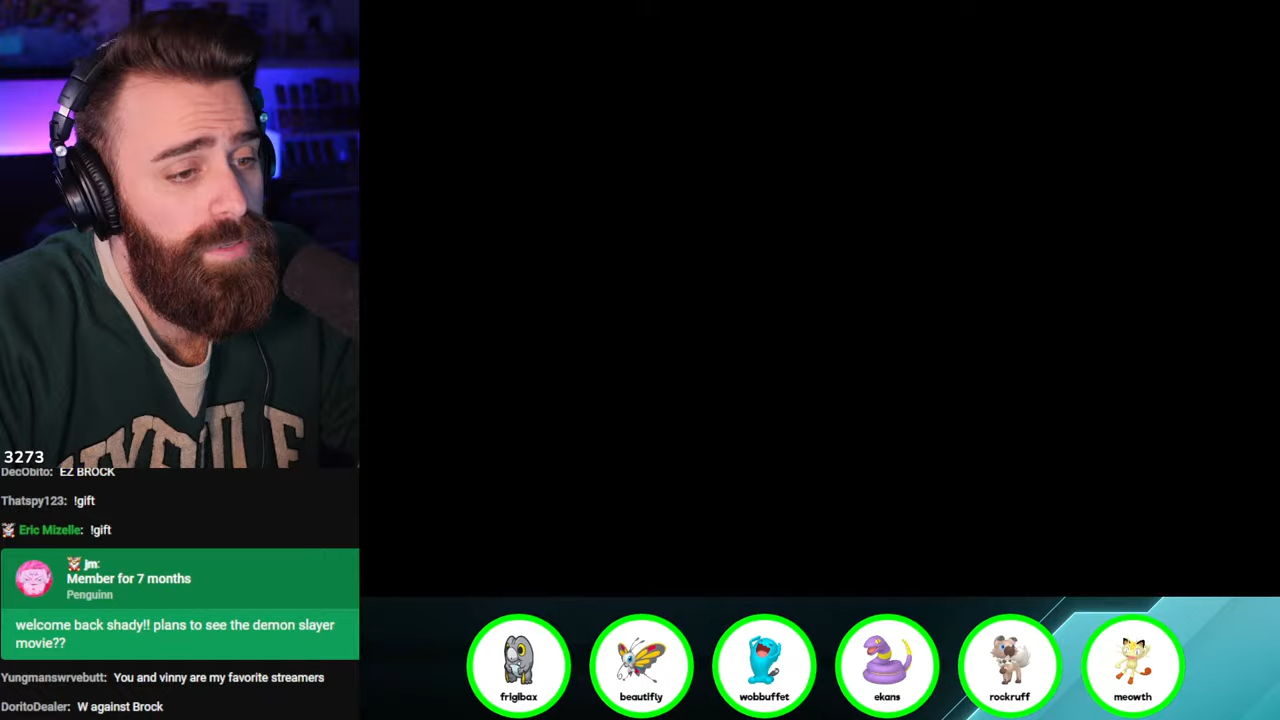 3273
DecObito: EZ BROCK
Thatspy123: !gift
Eric Mizelle: !gift
jm:
Member for 7 months
Penguinn
welcome back shady!! plans to see the demon slayer
movie??
Yungmanswrvebutt: You and vinny are my favorite streamers
DoritoDealer: W against Brock
frigibax
beautifly
wobbuffet
ekans
rockruff
meowth